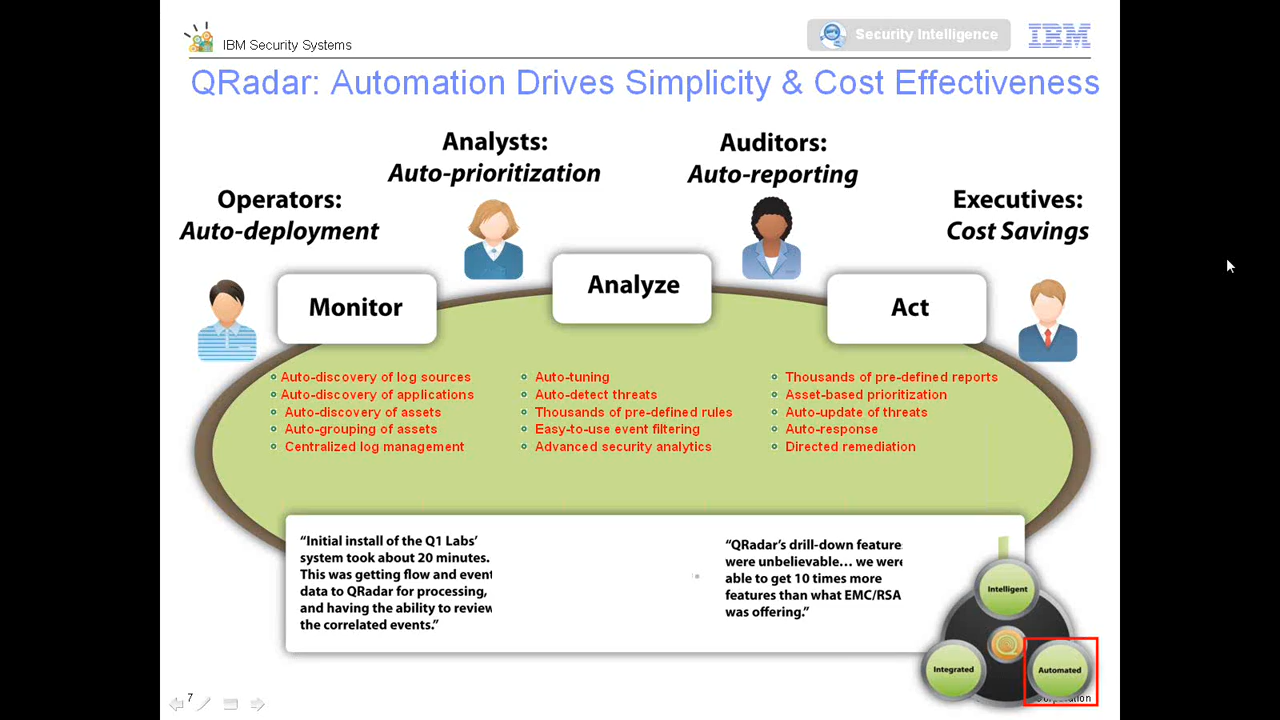 IBM Security Systems
Security Intelligence
IBM
QRadar: Automation Drives Simplicity & Cost Effectiveness
Operators:
Auto-deployment
Analysts:
Auto-prioritization
Auditors:
Auto-reporting
Executives:
Cost Savings
Monitor
Analyze
Act
Auto-discovery of log sources
Auto-discovery of applications
Auto-discovery of assets
Auto-grouping of assets
Centralized log management
Auto-tuning
Auto-detect threats
Thousands of pre-defined rules
Easy-to-use event filtering
Advanced security analytics
Thousands of pre-defined reports
Asset-based prioritization
Auto-update of threats
Auto-response
Directed remediation
“Initial install of the Q1 Labs’
system took about 20 minutes.
This was getting flow and event
data to QRadar for processing,
and having the ability to review
the correlated events.”
“QRadar’s drill-down features
were unbelievable… we were
able to get 10 times more
features than what EMC/RSA
was offering.”
Intelligent
Integrated
Automated
7
Corporation